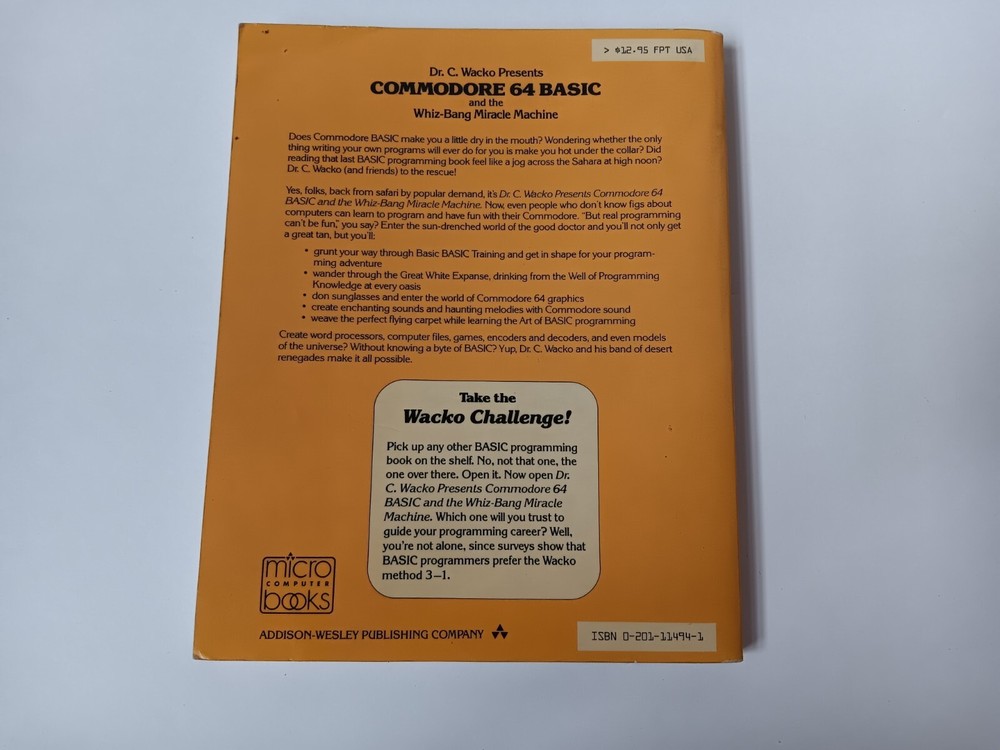 > $12.95 FPT USA
Dr. C. Wacko Presents
COMMODORE 64 BASIC
and the
Whiz-Bang Miracle Machine
Does Commodore BASIC make you a little dry in the mouth? Wondering whether the only
thing writing your own programs will ever do for you is make you hot under the collar? Did
reading that last BASIC programming book feel like a jog across the Sahara at high noon?
Dr. C. Wacko (and friends) to the rescue!
Yes, folks, back from safari by popular demand, it's Dr. C. Wacko Presents Commodore 64
BASIC and the Whiz-Bang Miracle Machine. Now, even people who don't know figs about
computers can learn to program and have fun with their Commodore. "But real programming
can't be fun," you say? Enter the sun-drenched world of the good doctor and you'll not only get
a great tan, but you'll:
• grunt your way through Basic BASIC Training and get in shape for your program-
ming adventure
• wander through the Great White Expanse, drinking from the Well of Programming
Knowledge at every oasis
• don sunglasses and enter the world of Commodore 64 graphics
• create enchanting sounds and haunting melodies with Commodore sound
• weave the perfect flying carpet while learning the Art of BASIC programming
Create word processors, computer files, games, encoders and decoders, and even models
of the universe? Without knowing a byte of BASIC? Yup, Dr. C. Wacko and his band of desert
renegades make it all possible.
Take the
Wacko Challenge!
Pick up any other BASIC programming
book on the shelf. No, not that one, the
one over there. Open it. Now open Dr.
C. Wacko Presents Commodore 64
BASIC and the Whiz-Bang Miracle
Machine. Which one will you trust to
guide your programming career? Well,
you're not alone, since surveys show that
BASIC programmers prefer the Wacko
method 3–1.
micro
COMPUTER
books
ADDISON-WESLEY PUBLISHING COMPANY
ISBN 0-201-11494-1